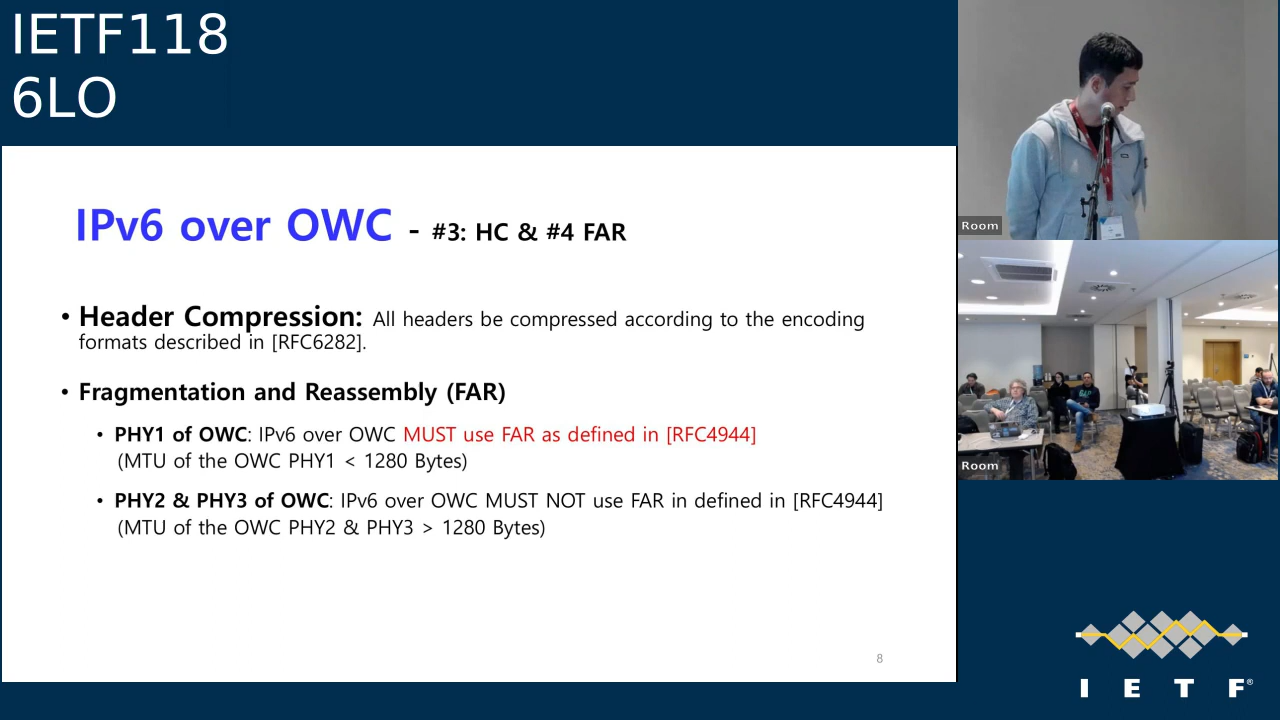 IETF118
6LO
IPv6 over OWC - #3: HC & #4 FAR
• Header Compression: All headers be compressed according to the encoding
formats described in [RFC6282].
• Fragmentation and Reassembly (FAR)
• PHY1 of OWC: IPv6 over OWC MUST use FAR as defined in [RFC4944]
(MTU of the OWC PHY1 < 1280 Bytes)
• PHY2 & PHY3 of OWC: IPv6 over OWC MUST NOT use FAR in defined in [RFC4944]
(MTU of the OWC PHY2 & PHY3 > 1280 Bytes)
8
Room
Room
I E T F®